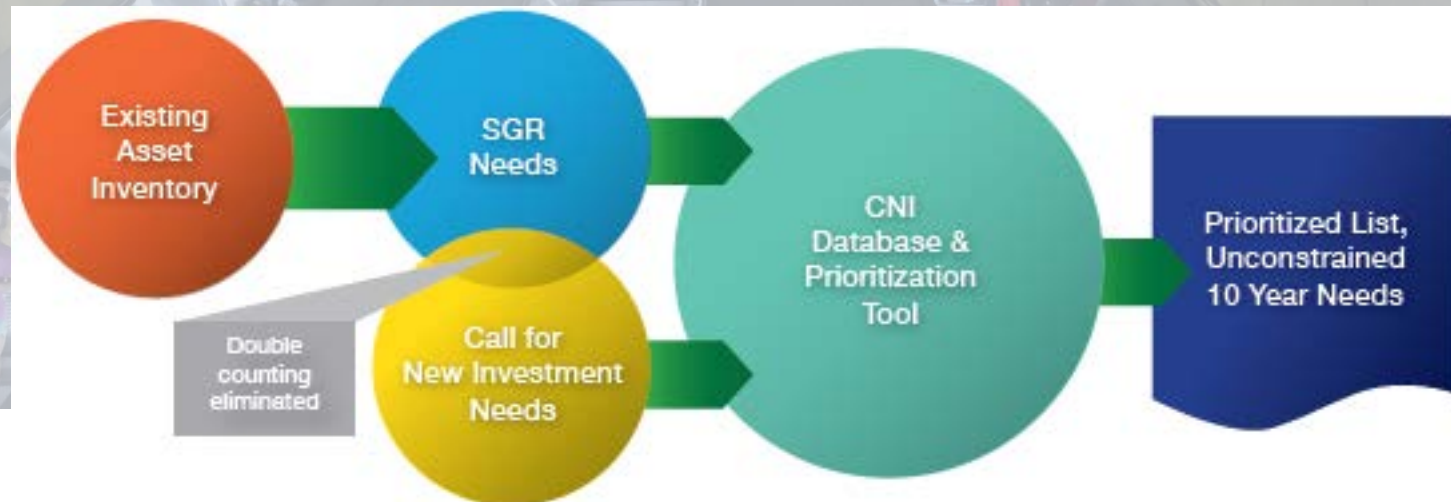 Existing
Asset
Inventory
SGR
Needs
Double
counting
eliminated
Call for
New Investment
Needs
CNI
Database &
Prioritization
Tool
Prioritized List,
Unconstrained
10 Year Needs